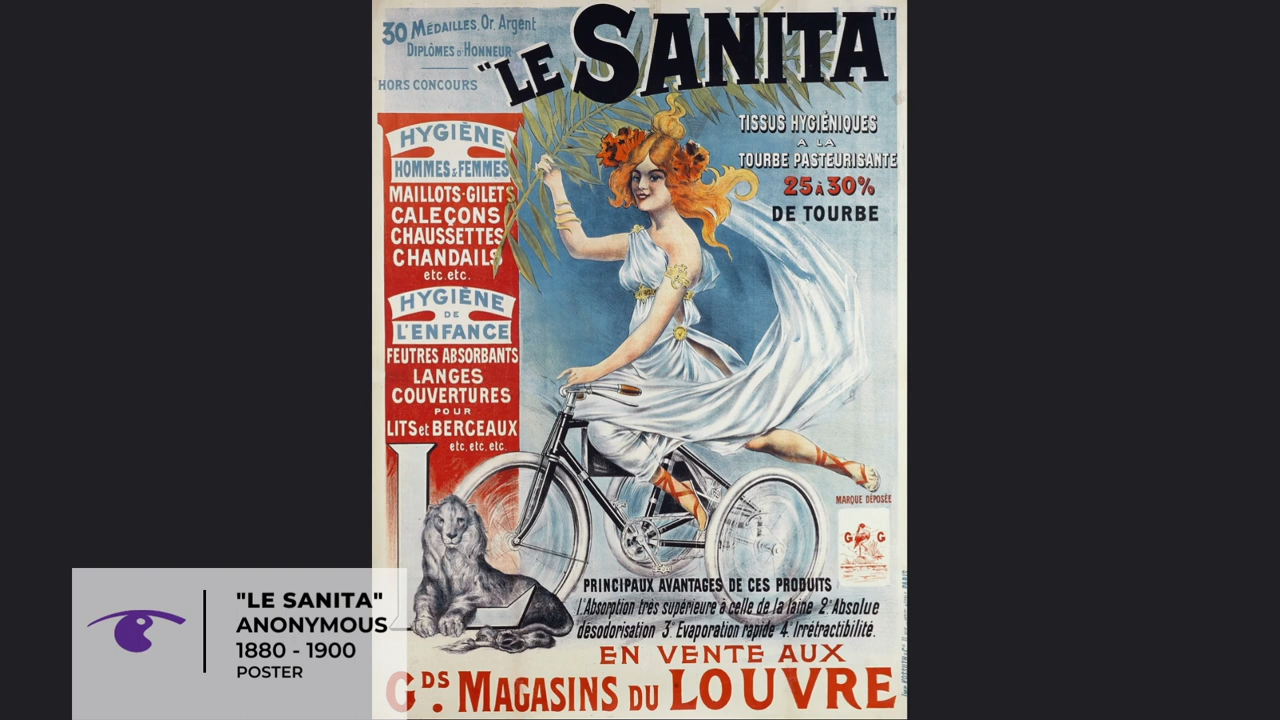 30 MÉDAILLES. Or. Argent
DIPLÔMES & HONNEUR
HORS CONCOURS
"LE SANITA"
TISSUS HYGIÉNIQUES
A LA
TOURBE PASTEURISANTE
25 À 30%
DE TOURBE
HYGIÈNE
HOMMES & FEMMES
MAILLOTS-GILETS
CALEÇONS
CHAUSSETTES
CHANDAILS
etc. etc.
HYGIÈNE
DE
L'ENFANCE
FEUTRES ABSORBANTS
LANGES
COUVERTURES
POUR
LITS et BERCEAUX
etc, etc, etc.
MARQUE DÉPOSÉE
G G
PRINCIPAUX AVANTAGES DE CES PRODUITS
1.º Absorption très supérieure à celle de la laine 2.º Absolue
désodorisation 3.º Evaporation rapide 4.º Irrétractibilité.
EN VENTE AUX
GDS. MAGASINS DU LOUVRE
"LE SANITA"
ANONYMOUS
1880 - 1900
POSTER